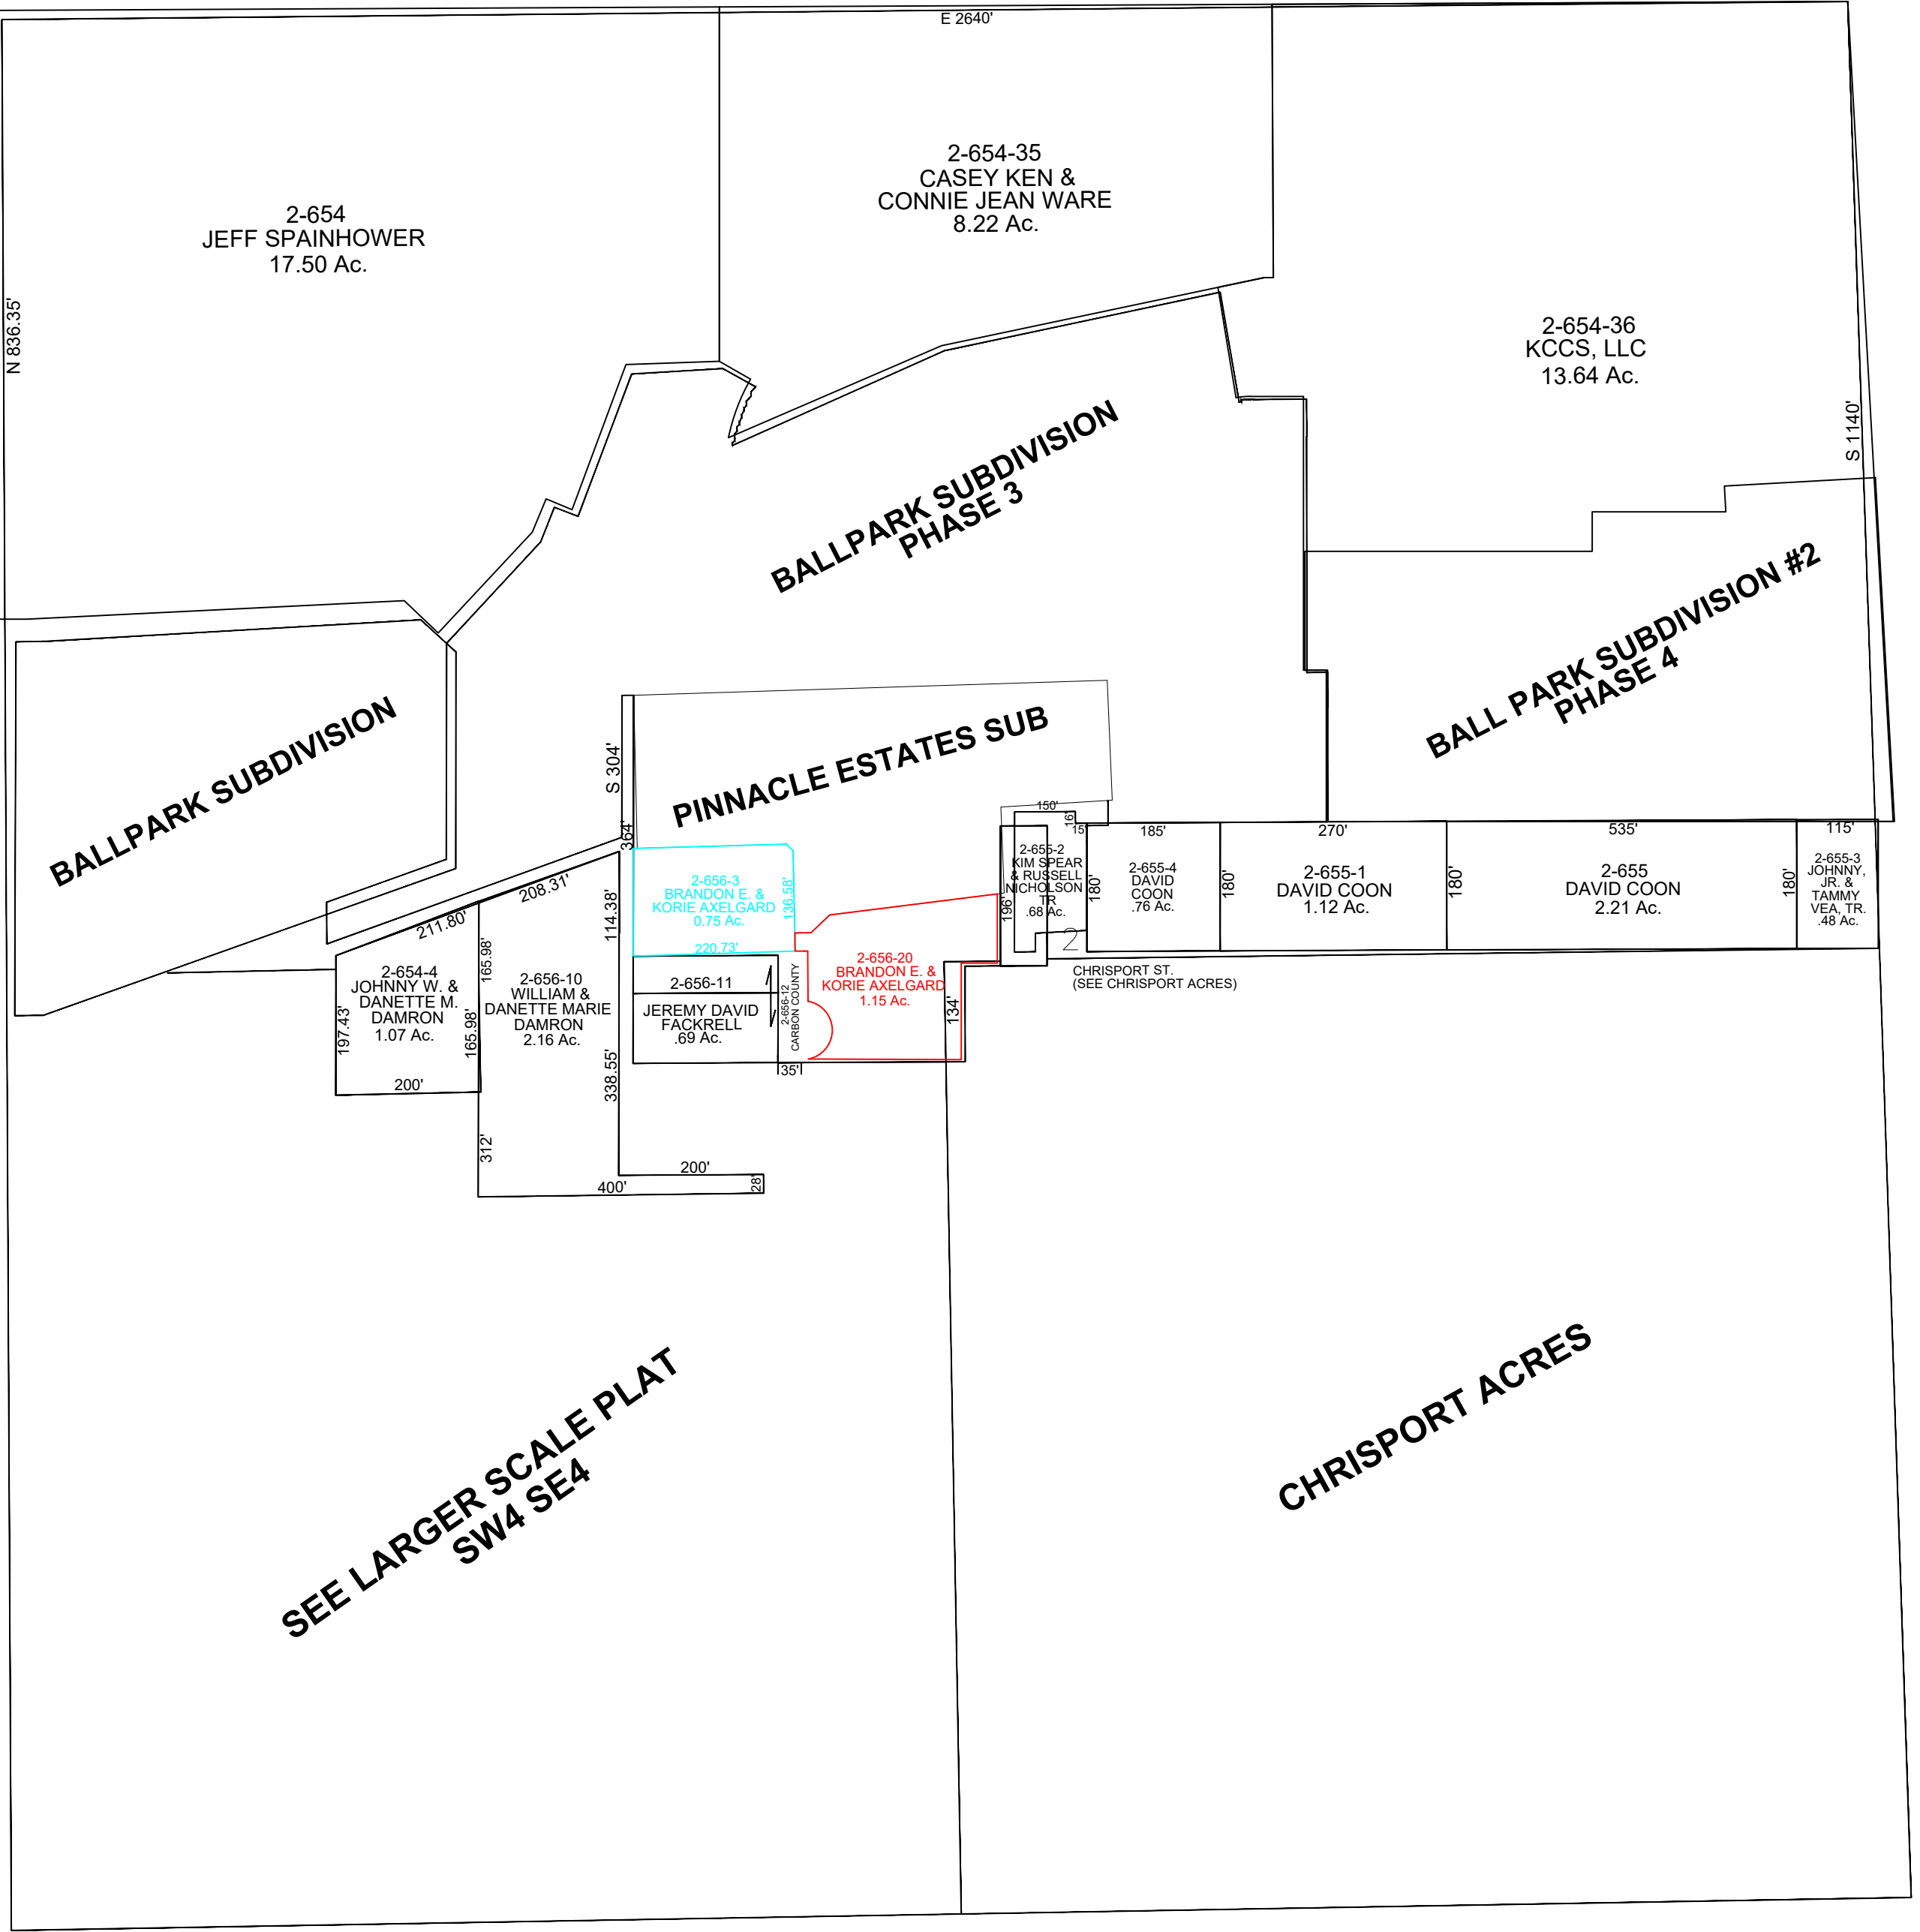 E 2640'
2-654
JEFF SPAINHOWER
17.50 Ac.
2-654-35
CASEY KEN &
CONNIE JEAN WARE
8.22 Ac.
2-654-36
KCCS, LLC
13.64 Ac.
N 836.35'
S 1140'
BALLPARK SUBDIVISION
PHASE 3
BALL PARK SUBDIVISION #2
PHASE 4
BALLPARK SUBDIVISION
PINNACLE ESTATES SUB
S 304'
364'
208.31'
211.80'
114.38'
2-656-3
BRANDON E. &
KORIE AXELGARD
0.75 Ac.
136.58'
220.73'
150'
16'
15'
196'
2-655-2
KIM SPEAR
& RUSSELL
NICHOLSON
TR
.68 Ac.
2
180'
185'
2-655-4
DAVID
COON
.76 Ac.
180'
270'
2-655-1
DAVID COON
1.12 Ac.
180'
535'
2-655
DAVID COON
2.21 Ac.
180'
115'
2-655-3
JOHNNY,
JR. &
TAMMY
VEA, TR.
.48 Ac.
CHRISPORT ST.
(SEE CHRISPORT ACRES)
2-654-4
JOHNNY W. &
DANETTE M.
DAMRON
1.07 Ac.
197.43'
200'
165.98'
165.98'
2-656-10
WILLIAM &
DANETTE MARIE
DAMRON
2.16 Ac.
338.55'
312'
400'
200'
28'
2-656-11
JEREMY DAVID
FACKRELL
.69 Ac.
2-656-12
CARBON COUNTY
35'
2-656-20
BRANDON E. &
KORIE AXELGARD
1.15 Ac.
134'
SEE LARGER SCALE PLAT
SW4 SE4
CHRISPORT ACRES